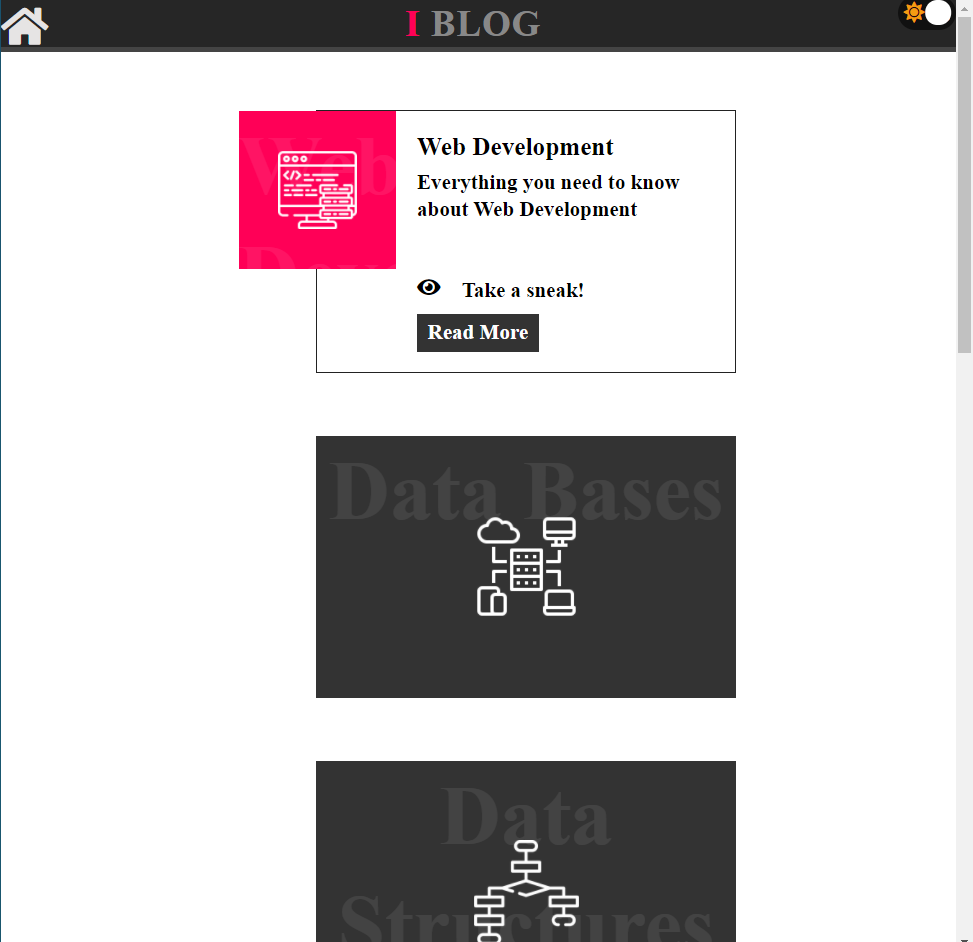 I BLOG
Web
Dev
Web Development
Everything you need to know
about Web Development
Take a sneak!
Read More
Data Bases
Data
Structures